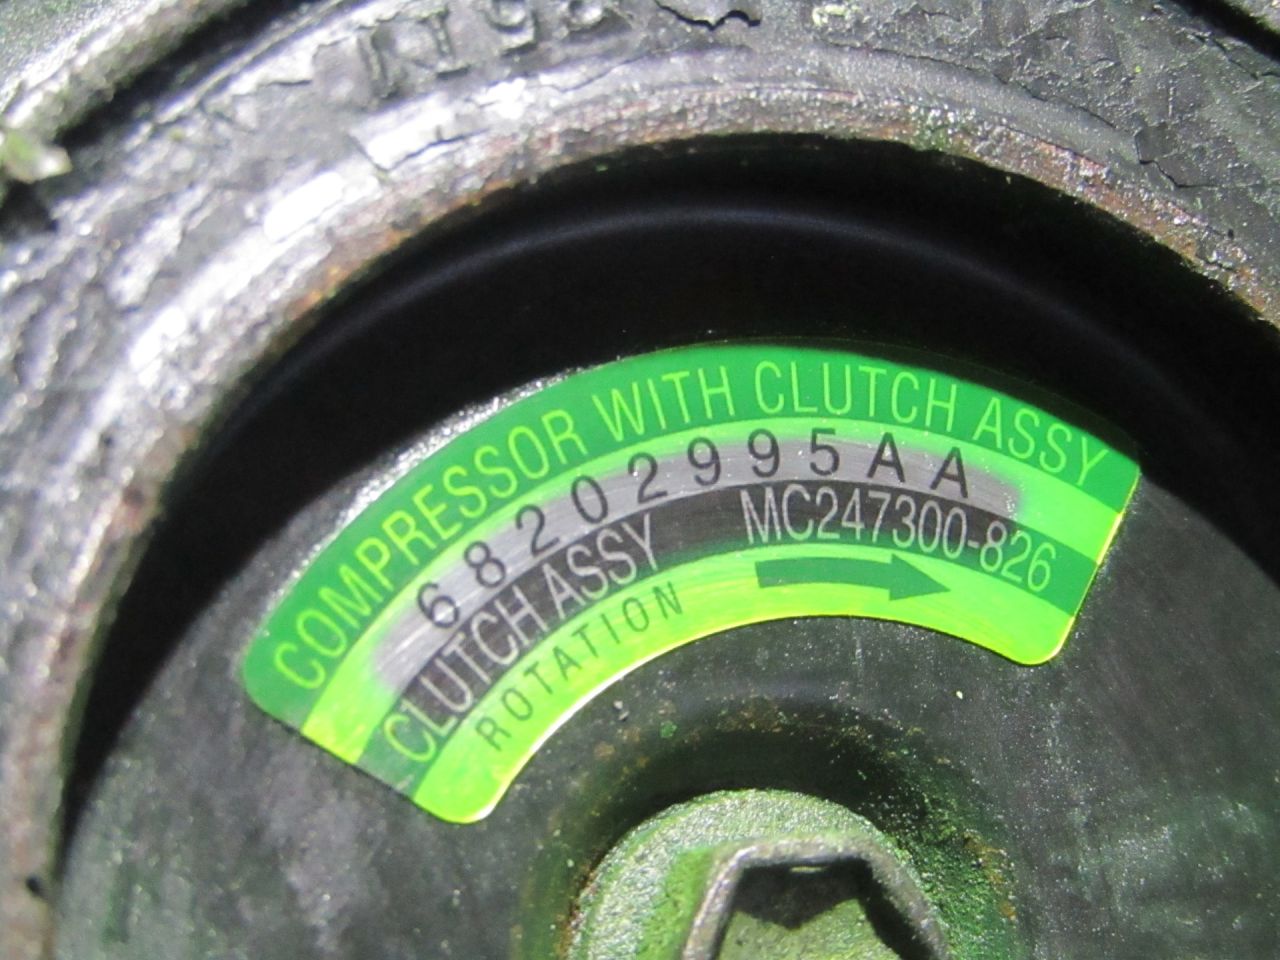 COMPRESSOR WITH CLUTCH ASSY
68202995AA
CLUTCH ASSY MC247300-826
ROTATION